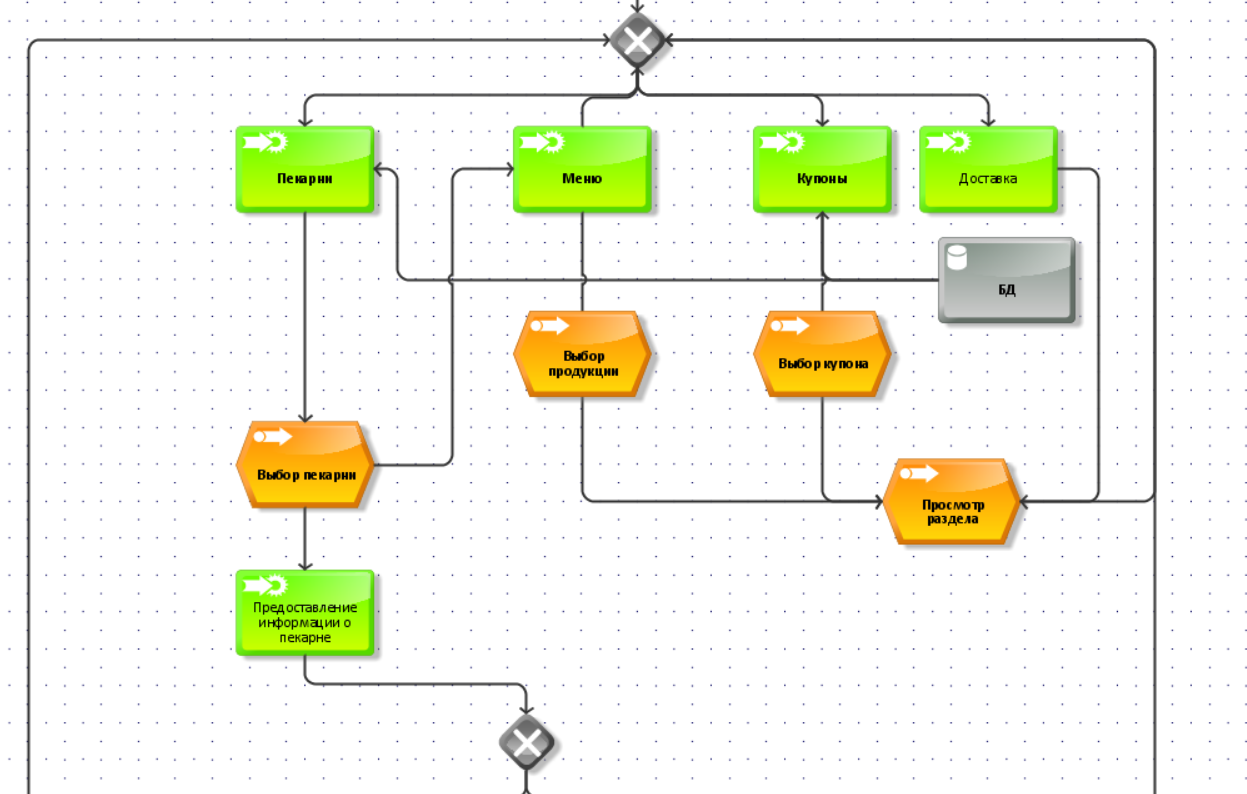 Пекарни
Меню
Купоны
Доставка
БД
Выбор
продукции
Выбор купона
Выбор пекарни
Просмотр
раздела
Предоставление
информации о
пекарне